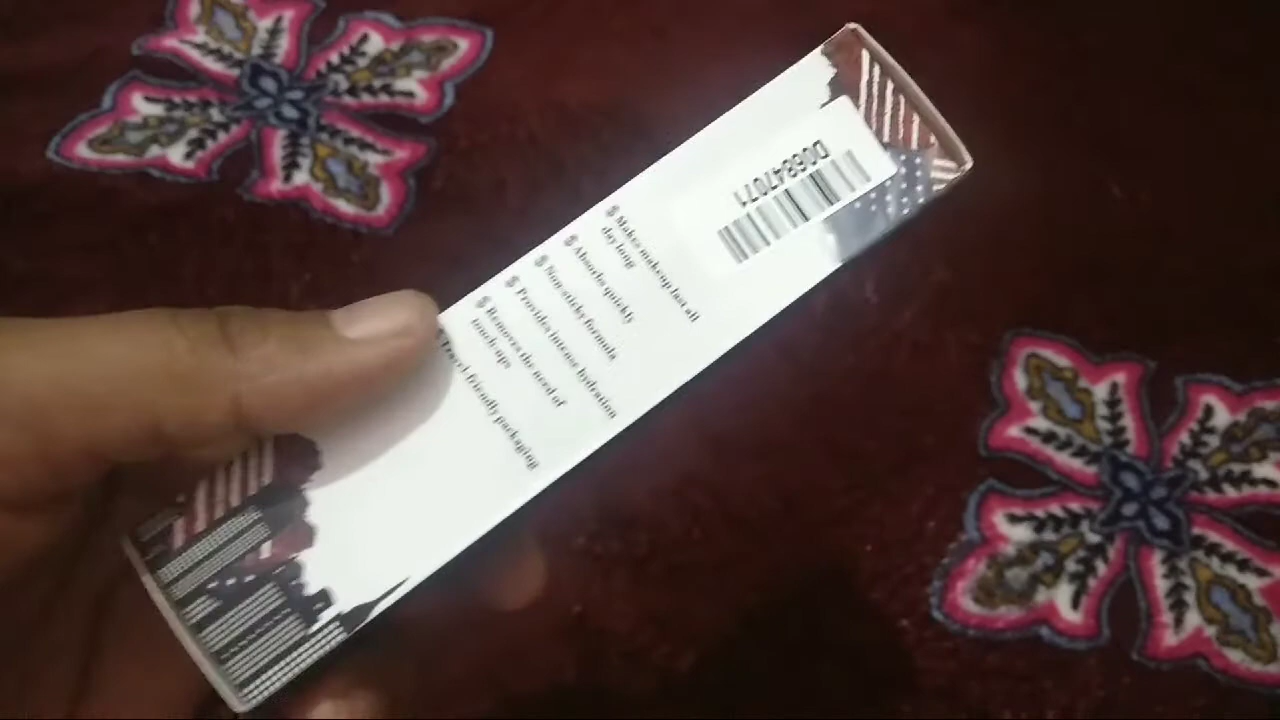 D06847071
Makes makeup last all
day long
Absorbs quickly
Non sticky formula
Provides intense hydration
Removes the need of
touch-ups
Travel friendly packaging